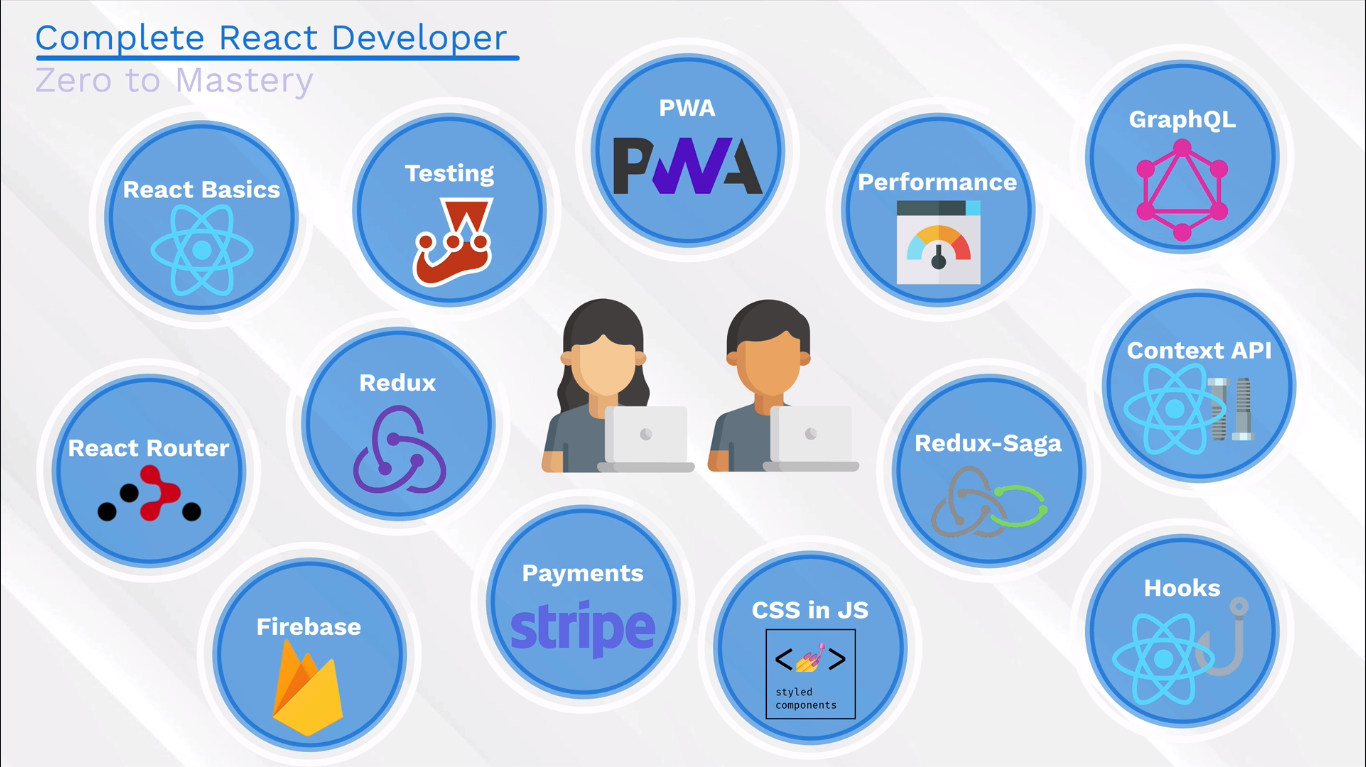 Complete React Developer
Zero to Mastery
PWA
PWA
GraphQL
Testing
Performance
React Basics
Context API
Redux
React Router
Redux-Saga
Payments
stripe
Hooks
CSS in JS
< >
styled
components
Firebase